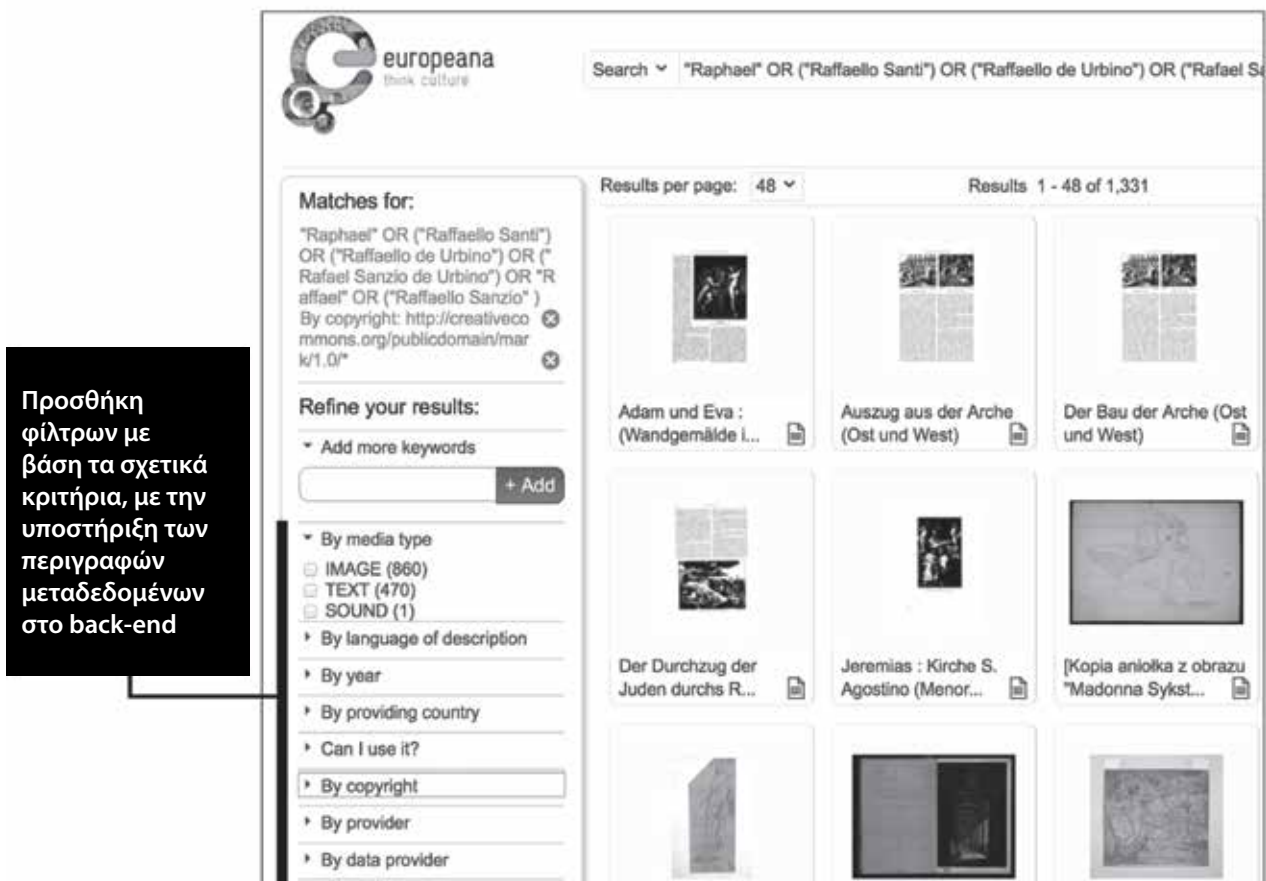 europeana
think culture
Search "Raphael" OR ("Raffaello Santi") OR ("Raffaello de Urbino") OR ("Rafael Sa
Matches for:
"Raphael" OR ("Raffaello Santi")
OR ("Raffaello de Urbino") OR ("
Rafael Sanzio de Urbino") OR "R
affael" OR ("Raffaello Sanzio" )
By copyright: http://creativeco
mmons.org/publicdomain/mar
k/1.0/*
Refine your results:
Add more keywords
+ Add
By media type
IMAGE (860)
TEXT (470)
SOUND (1)
By language of description
By year
By providing country
Can I use it?
By copyright
By provider
By data provider
Προσθήκη
φίλτρων με
βάση τα σχετικά
κριτήρια, με την
υποστήριξη των
περιγραφών
μεταδεδομένων
στο back-end
Results per page: 48
Results 1 - 48 of 1,331
Adam und Eva :
(Wandgemälde i...
Auszug aus der Arche
(Ost und West)
Der Bau der Arche (Ost
und West)
Der Durchzug der
Juden durchs R...
Jeremias : Kirche S.
Agostino (Menor...
[Kopia aniołka z obrazu
"Madonna Sykst...